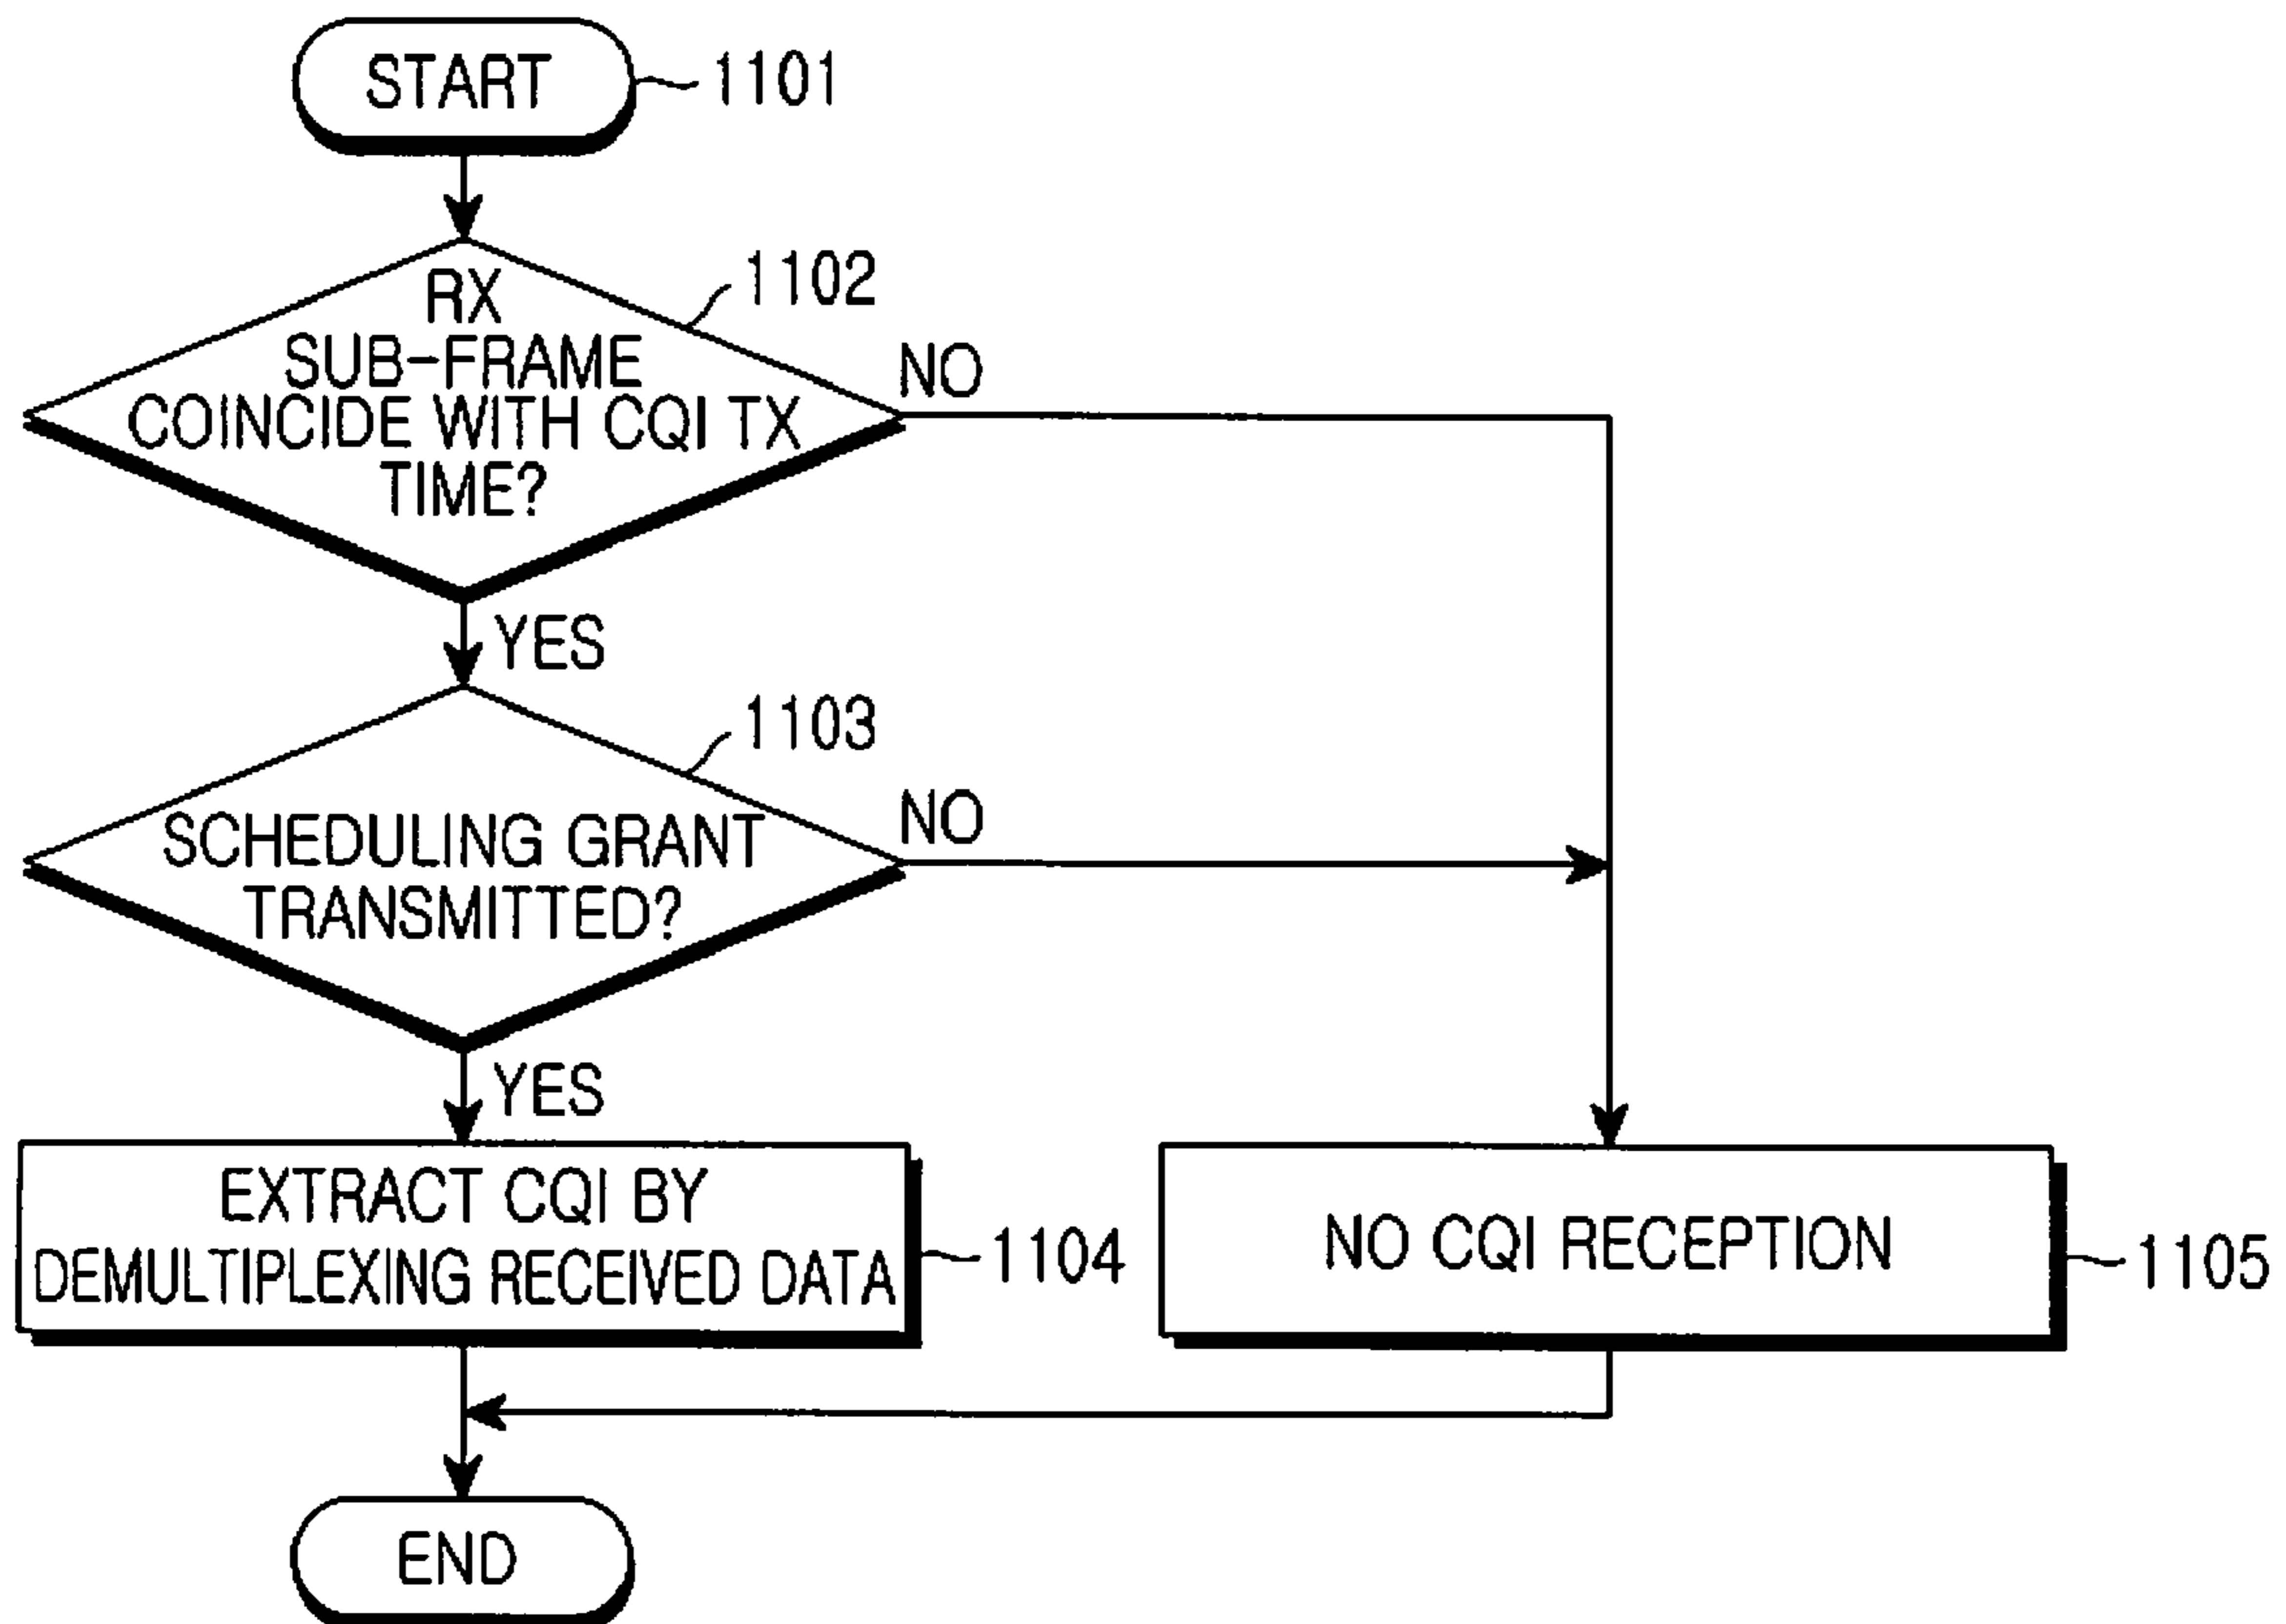 START
1101
RX
SUB-FRAME
COINCIDE WITH CQI TX
TIME?
1102
NO
YES
SCHEDULING GRANT
TRANSMITTED?
1103
NO
YES
EXTRACT CQI BY
DEMULTIPLEXING RECEIVED DATA
1104
NO CQI RECEPTION
1105
END